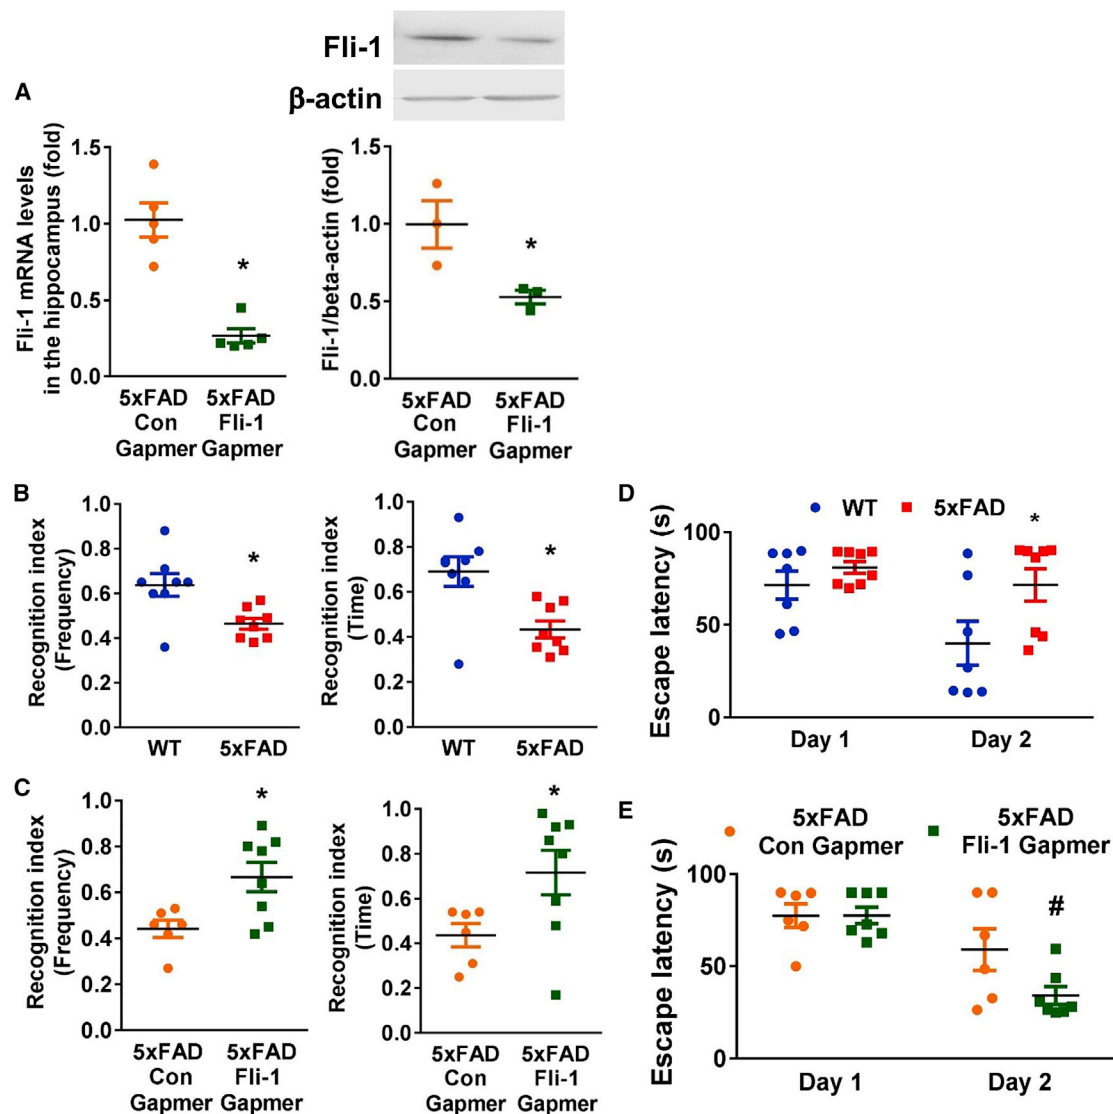 A
Fli-1
β-actin
Fli-1 mRNA levels
in the hippocampus (fold)
1.5
1.0
0.5
0.0
*
5xFAD
Con
Gapmer
5xFAD
Fli-1
Gapmer
Fli-1/beta-actin (fold)
1.5
1.0
0.5
0.0
*
5xFAD
Con
Gapmer
5xFAD
Fli-1
Gapmer
B
Recognition index
(Frequency)
1.0
0.8
0.6
0.4
0.2
0.0
*
WT
5xFAD
Recognition index
(Time)
1.0
0.8
0.6
0.4
0.2
0.0
*
WT
5xFAD
C
Recognition index
(Frequency)
1.0
0.8
0.6
0.4
0.2
0.0
*
5xFAD
Con
Gapmer
5xFAD
Fli-1
Gapmer
Recognition index
(Time)
1.0
0.8
0.6
0.4
0.2
0.0
*
5xFAD
Con
Gapmer
5xFAD
Fli-1
Gapmer
D
WT 5xFAD
Escape latency (s)
100
50
0
*
Day 1
Day 2
E
5xFAD
Con Gapmer
5xFAD
Fli-1 Gapmer
Escape latency (s)
100
50
0
#
Day 1
Day 2